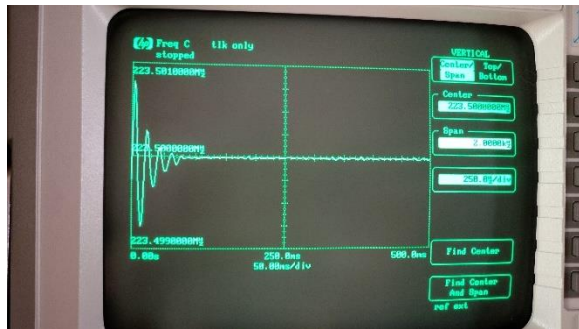 hp Freq C tlk only
stopped
223.5010000MHz
223.5000000MHz
223.4990000MHz
0.00s 250.0ms 500.0ms
50.00ms/div
VERTICAL
Center/ Top/
Span Bottom
Center
223.5000000MHz
Span
2.0000kHz
250.0Hz/div
Find Center
Find Center
And Span
ref ext